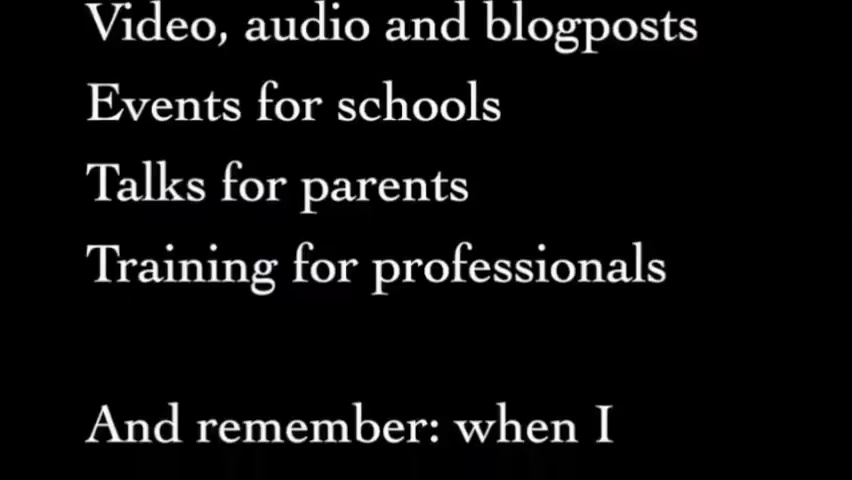 Video, audio and blogposts
Events for schools
Talks for parents
Training for professionals
And remember: when I